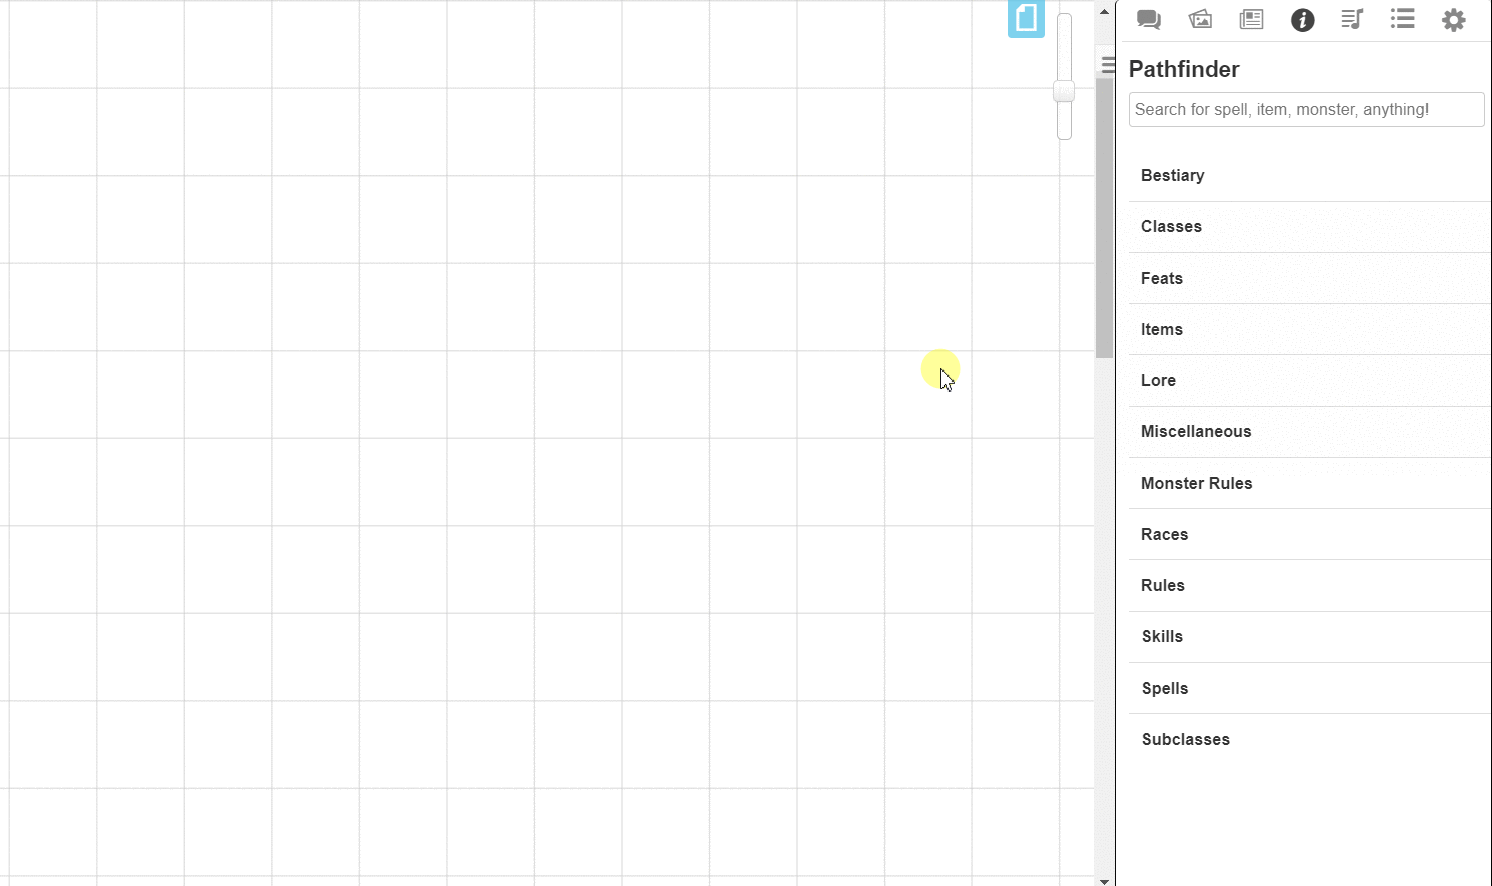 Pathfinder
Search for spell, item, monster, anything!
Bestiary
Classes
Feats
Items
Lore
Miscellaneous
Monster Rules
Races
Rules
Skills
Spells
Subclasses